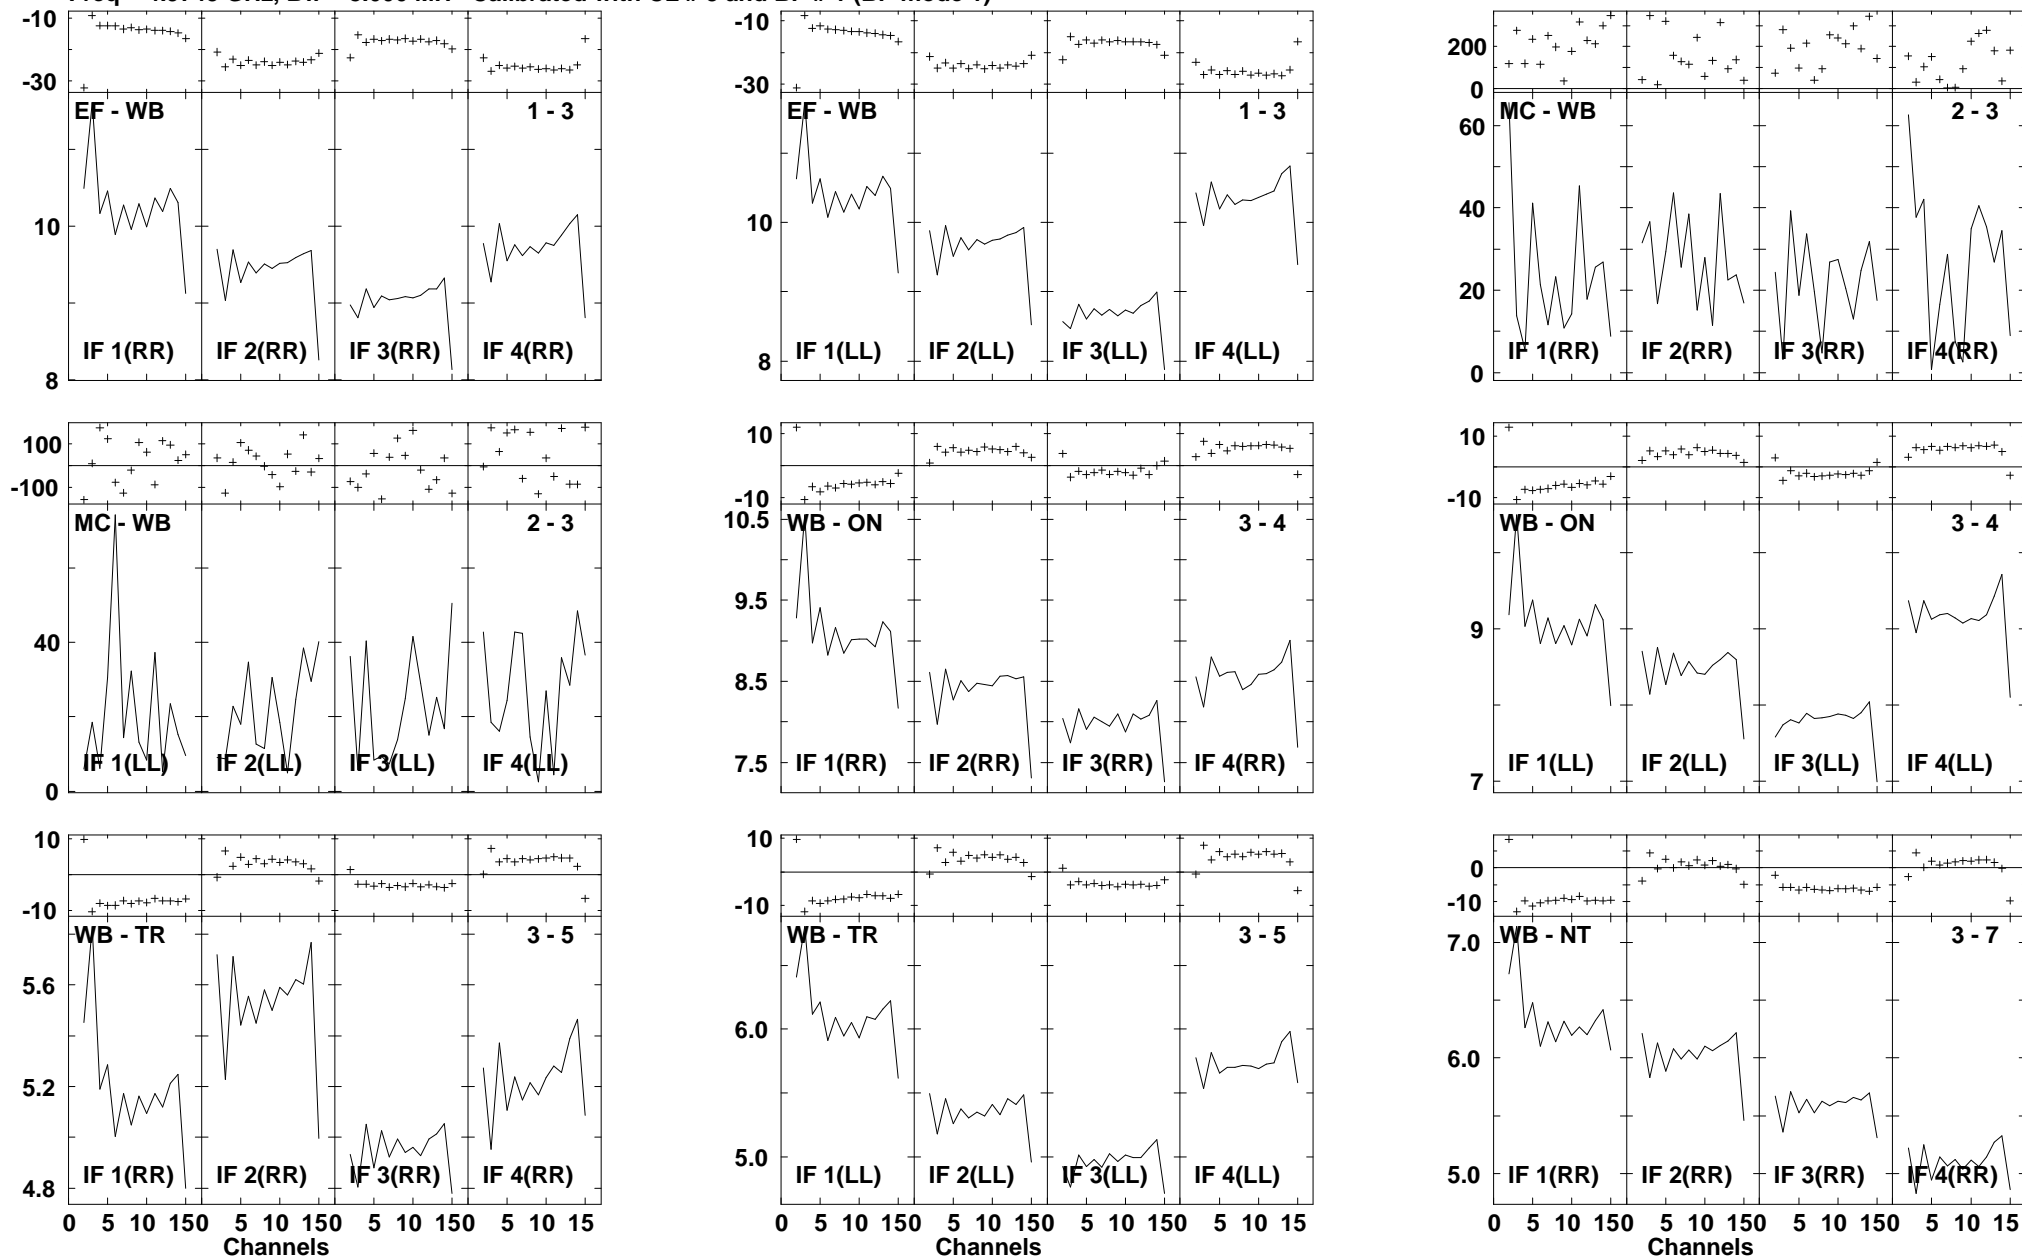 -10 -10 200
-30 -30 0
EF - WB 1 - 3 EF - WB 1 - 3 MC - WB 2 - 3
60
10 10 40
20
IF 1(RR) IF 2(RR) IF 3(RR) IF 4(RR) IF 1(LL) IF 2(LL) IF 3(LL) IF 4(LL) IF 1(RR) IF 2(RR) IF 3(RR) IF 4(RR)
8 8 0
100 10 10
-100 -10 -10
MC - WB 2 - 3 WB - ON 3 - 4 WB - ON 3 - 4
10.5
40 9.5 9
8.5
IF 1(LL) IF 2(LL) IF 3(LL) IF 4(LL) IF 1(RR) IF 2(RR) IF 3(RR) IF 4(RR) IF 1(LL) IF 2(LL) IF 3(LL) IF 4(LL)
0 7.5 7
10 10 0
-10 -10 -10
WB - TR 3 - 5 WB - TR 3 - 5 WB - NT 3 - 7
5.6 7.0
5.2 6.0 6.0
IF 1(RR) IF 2(RR) IF 3(RR) IF 4(RR) IF 1(LL) IF 2(LL) IF 3(LL) IF 4(LL) IF 1(RR) IF 2(RR) IF 3(RR) IF 4(RR)
4.8 5.0 5.0
0 5 10 150 5 10 150 5 10 150 5 10 15 0 5 10 150 5 10 150 5 10 150 5 10 15 0 5 10 150 5 10 150 5 10 150 5 10 15
Channels Channels Channels